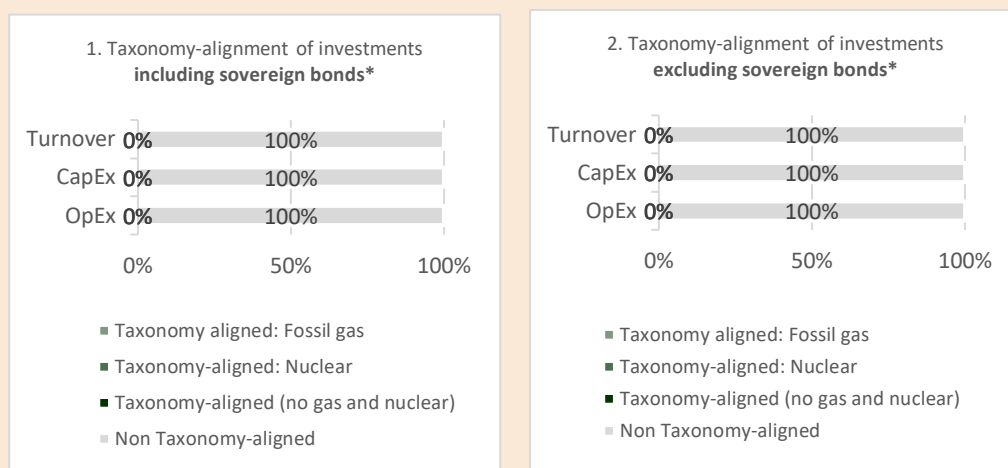 1. Taxonomy-alignment of investments
including sovereign bonds*
Turnover 0% 100%
CapEx 0% 100%
OpEx 0% 100%
0% 50% 100%
Taxonomy aligned: Fossil gas
Taxonomy-aligned: Nuclear
Taxonomy-aligned (no gas and nuclear)
Non Taxonomy-aligned
2. Taxonomy-alignment of investments
excluding sovereign bonds*
Turnover 0% 100%
CapEx 0% 100%
OpEx 0% 100%
0% 50% 100%
Taxonomy aligned: Fossil gas
Taxonomy-aligned: Nuclear
Taxonomy-aligned (no gas and nuclear)
Non Taxonomy-aligned